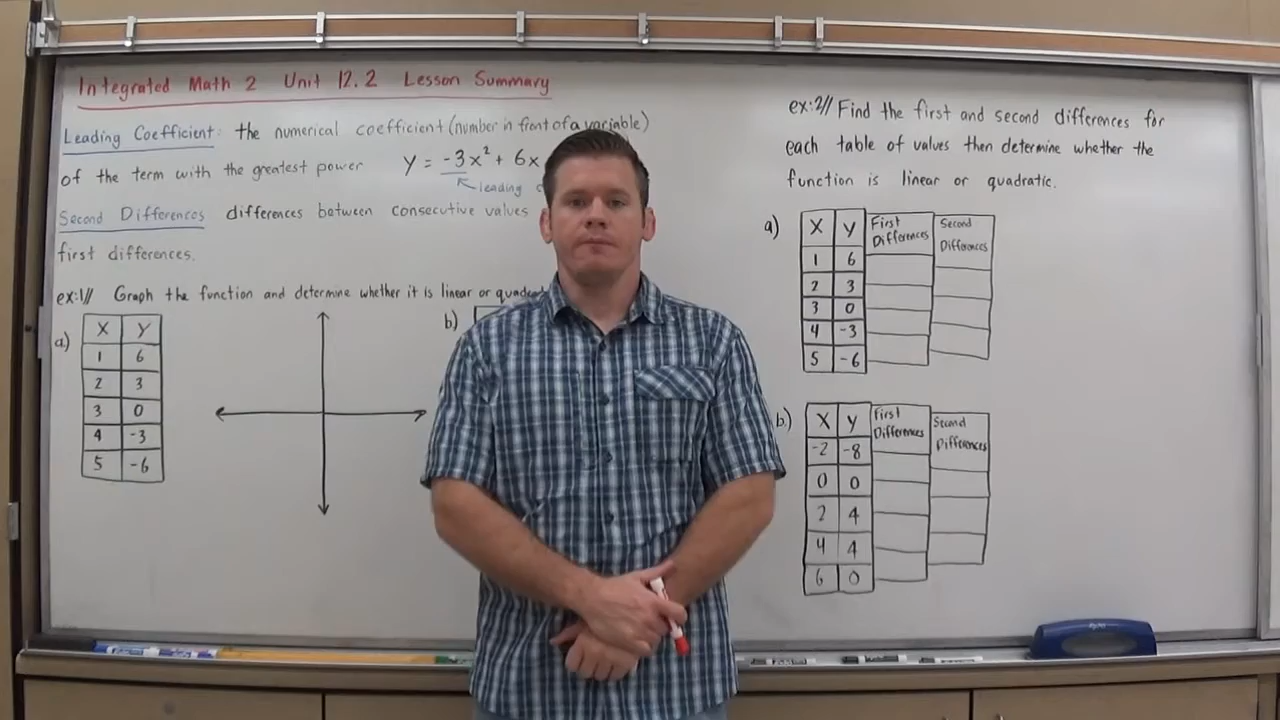 Integrated Math 2 Unit 12.2 Lesson Summary
Leading Coefficient: the numerical coefficient (number in front of a variable)
of the term with the greatest power y = -3x² + 6x
leading
Second Differences differences between consecutive values
first differences.
ex:1// Graph the function and determine whether it is linear or
a)
X Y
1 6
2 3
3 0
4 -3
5 -6
b)
ex:2// Find the first and second differences for
each table of values then determine whether the
function is linear or quadratic.
a)
X Y First Differences Second Differences
1 6
2 3
3 0
4 -3
5 -6
b.)
X Y First Differences Second Differences
-2 -8
0 0
2 4
4 4
6 0